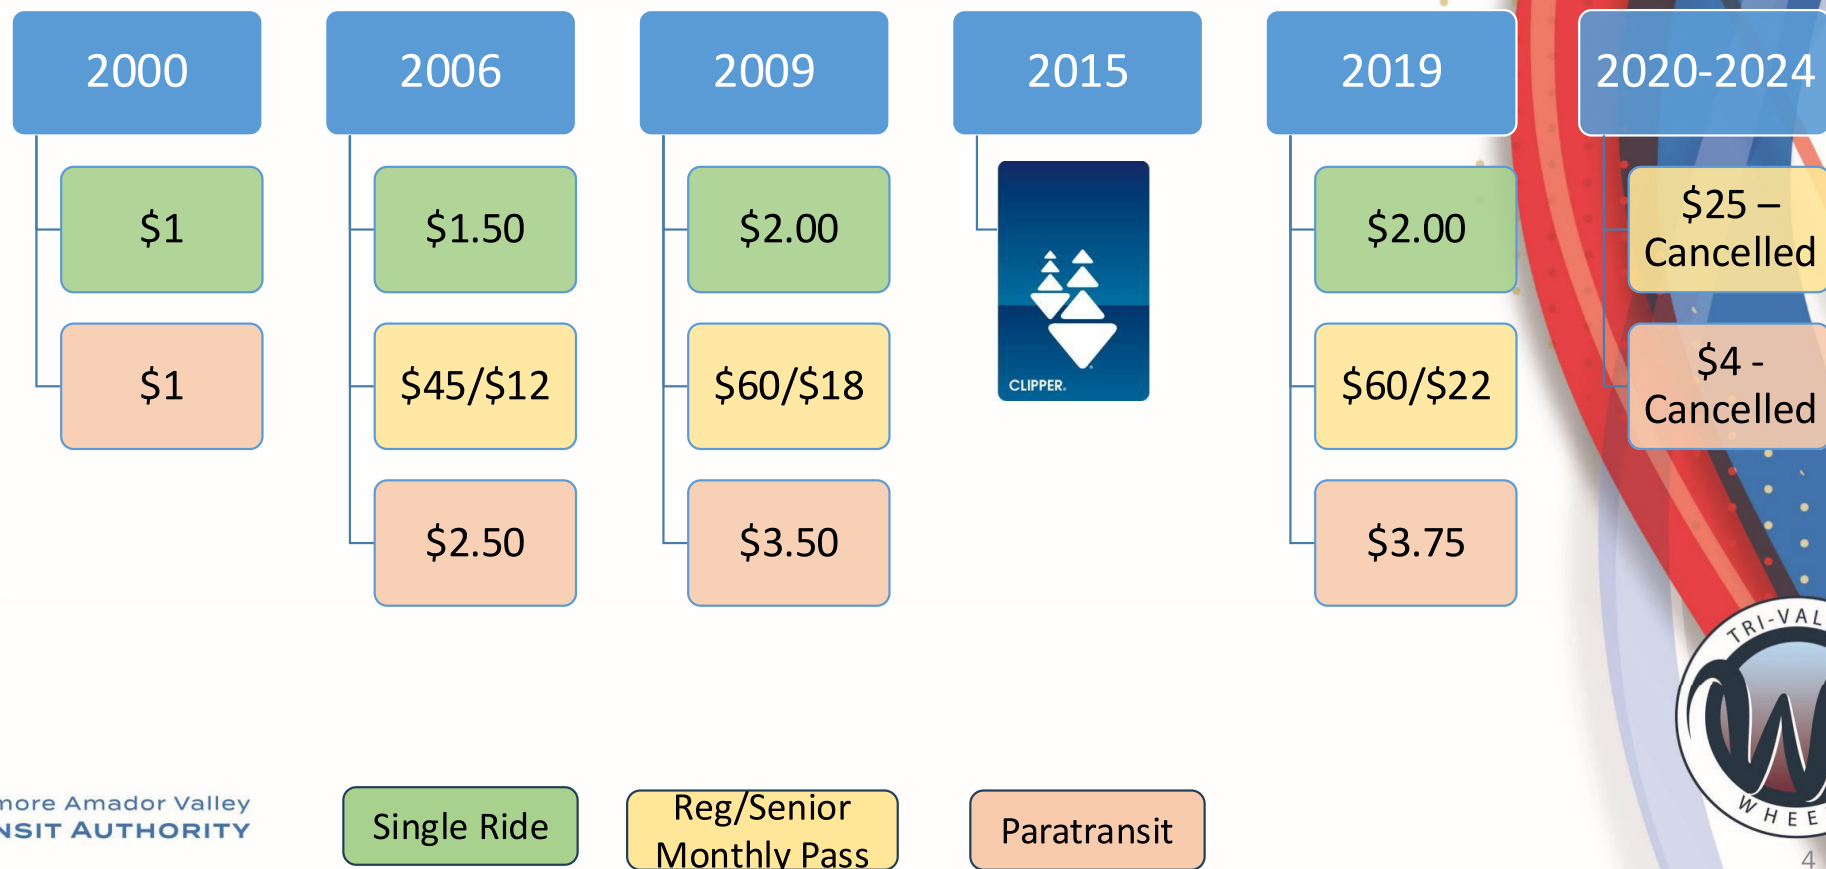 2000
2006
2009
2015
2019
2020-2024
$1
$1.50
$2.00
$2.00
$25 –
Cancelled
$1
$45/$12
$60/$18
CLIPPER.
$60/$22
$4 -
Cancelled
$2.50
$3.50
$3.75
TRI-VAL
WHEE
more Amador Valley
NSIT AUTHORITY
Single Ride
Reg/Senior
Monthly Pass
Paratransit
4